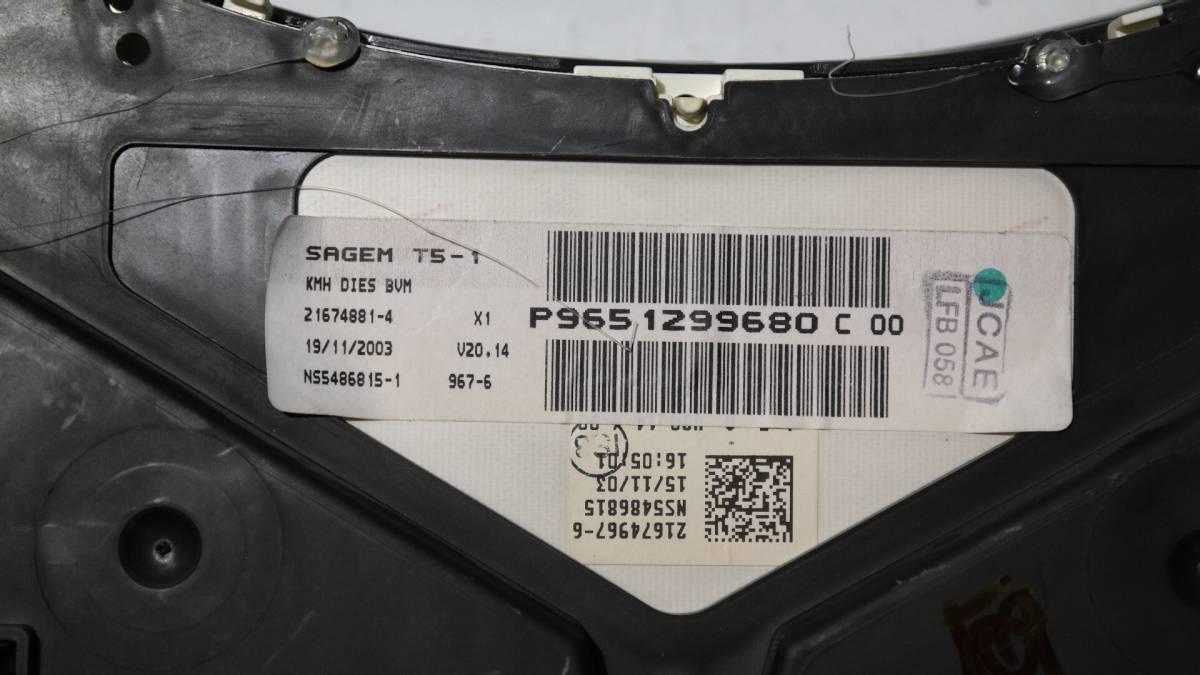 SAGEM T5-1
KMH DIES BVM
21674881-4 X1
19/11/2003 V20.14
NS5486815-1 967-6
P9651299680 C 00
JCAE
LFB 058
21674967-6
NS5486815
15/11/03
16:05:01